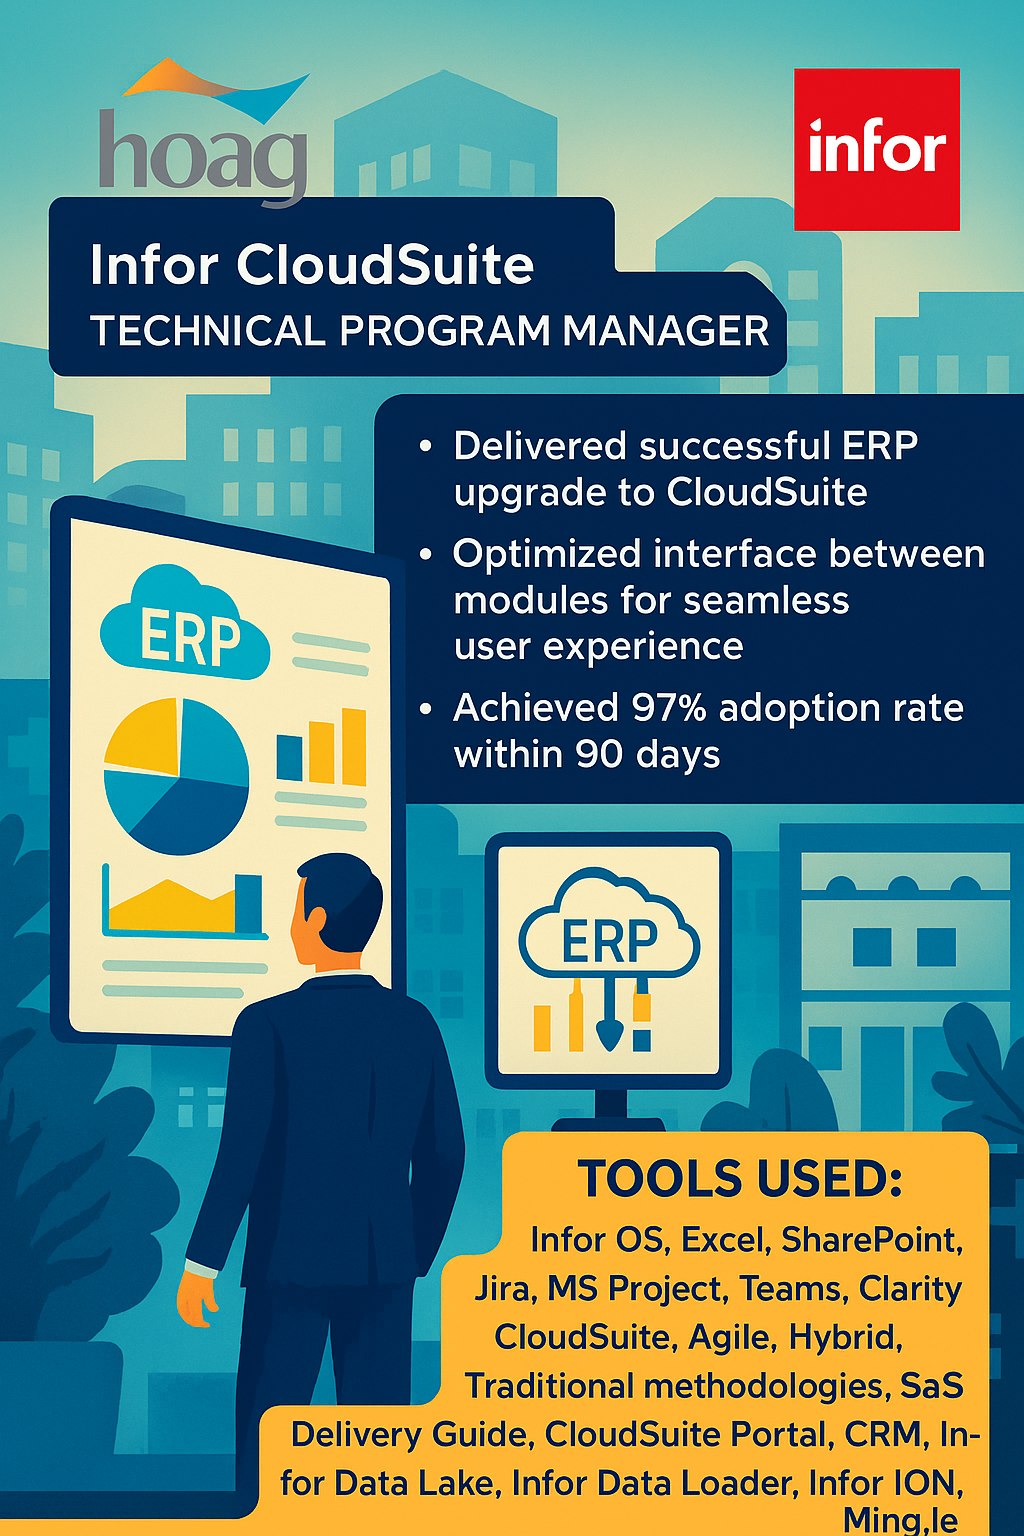 hoag
infor
Infor CloudSuite
TECHNICAL PROGRAM MANAGER
• Delivered successful ERP
upgrade to CloudSuite
• Optimized interface between
modules for seamless
user experience
• Achieved 97% adoption rate
within 90 days
ERP
ERP
TOOLS USED:
Infor OS, Excel, SharePoint,
Jira, MS Project, Teams, Clarity
CloudSuite, Agile, Hybrid,
Traditional methodologies, SaS
Delivery Guide, CloudSuite Portal, CRM, In-
for Data Lake, Infor Data Loader, Infor ION,
Ming,le